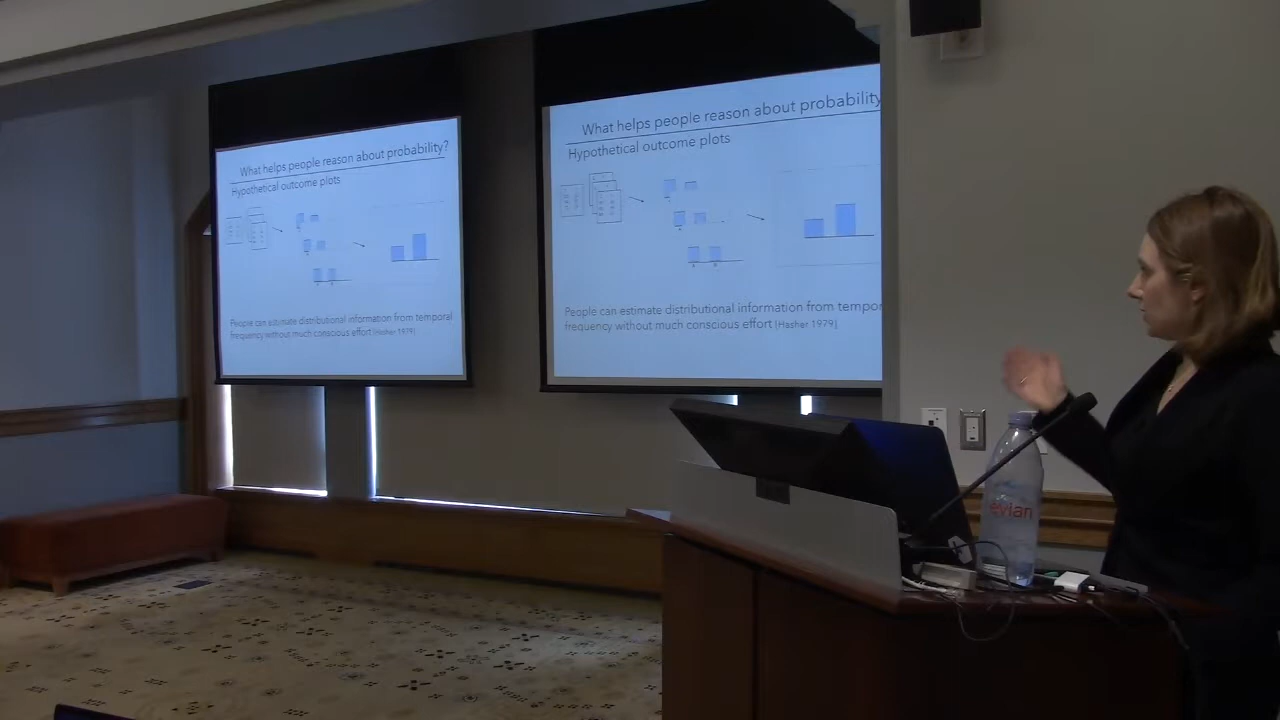 What helps people reason about probability?
Hypothetical outcome plots
People can estimate distributional information from temporal
frequency without much conscious effort [Hasher 1979]
What helps people reason about probability
Hypothetical outcome plots
People can estimate distributional information from tempor
frequency without much conscious effort [Hasher 1979]
evian